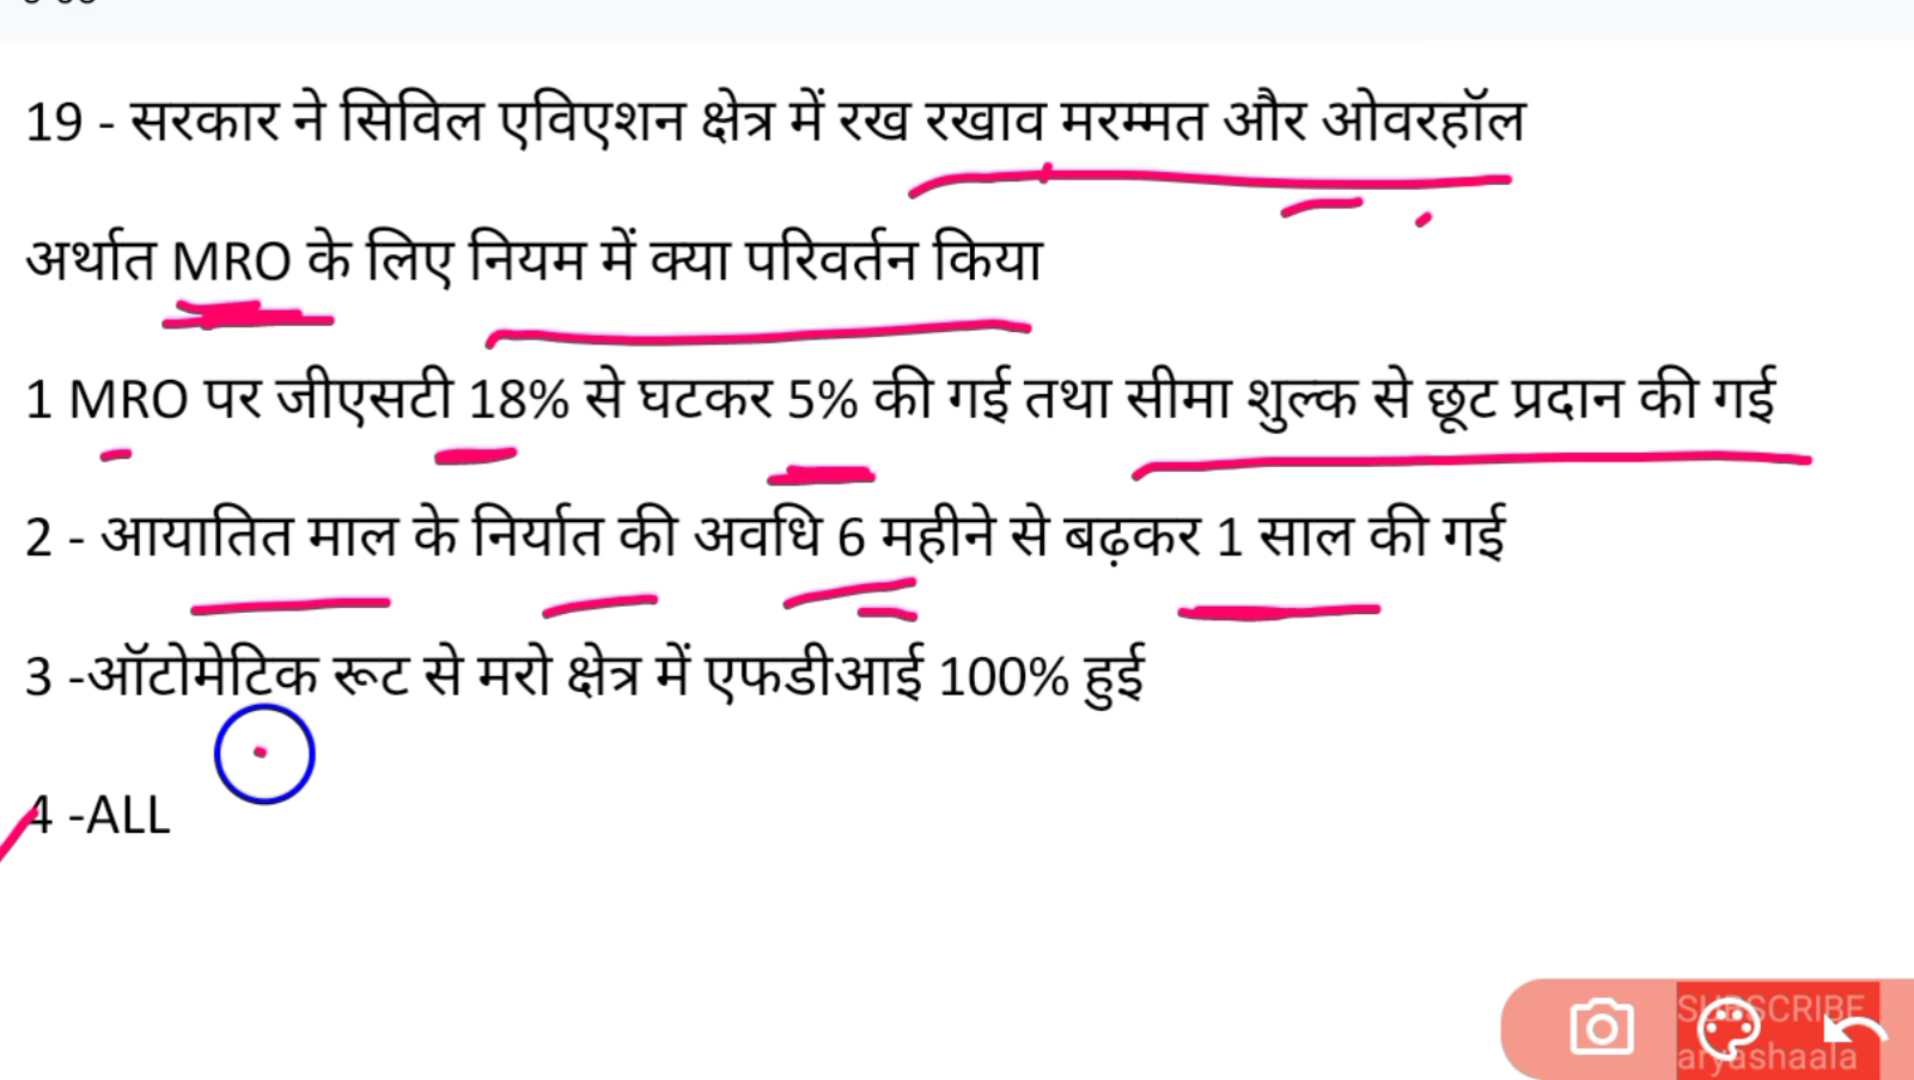 19 - सरकार ने सिविल एविएशन क्षेत्र में रख रखाव मरम्मत और ओवरहॉल
अर्थात MRO के लिए नियम में क्या परिवर्तन किया
1 MRO पर जीएसटी 18% से घटकर 5% की गई तथा सीमा शुल्क से छूट प्रदान की गई
2 - आयातित माल के निर्यात की अवधि 6 महीने से बढ़कर 1 साल की गई
3 -ऑटोमेटिक रूट से मरो क्षेत्र में एफडीआई 100% हुई
4 -ALL
SUBSCRIBE
aryashaala